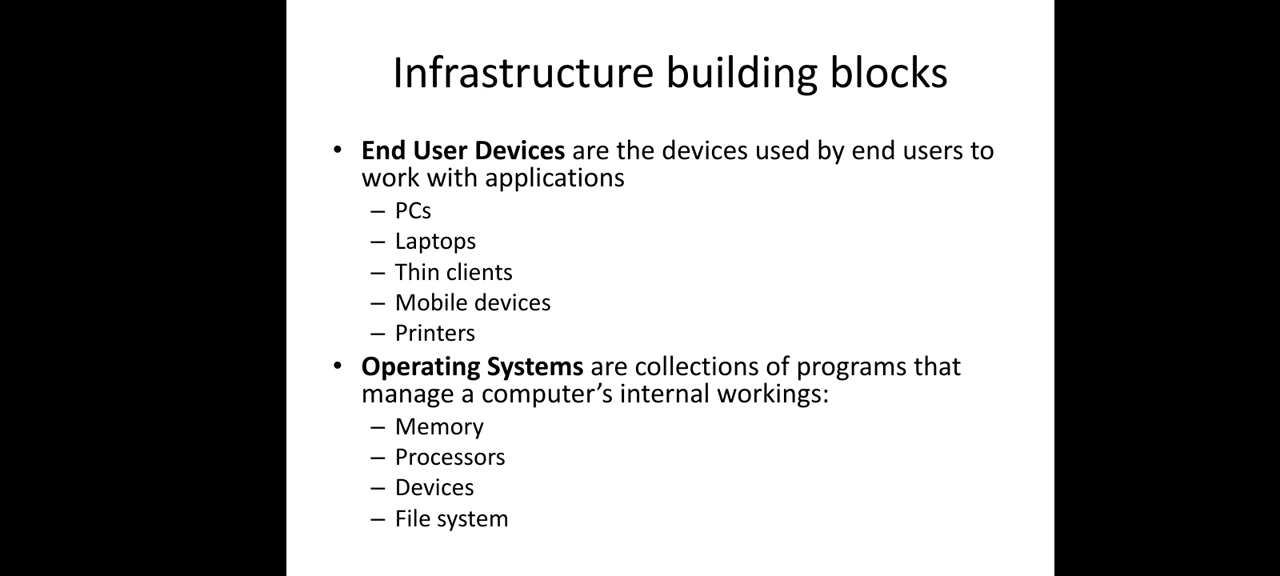 Infrastructure building blocks
• End User Devices are the devices used by end users to
work with applications
– PCs
– Laptops
– Thin clients
– Mobile devices
– Printers
• Operating Systems are collections of programs that
manage a computer’s internal workings:
– Memory
– Processors
– Devices
– File system